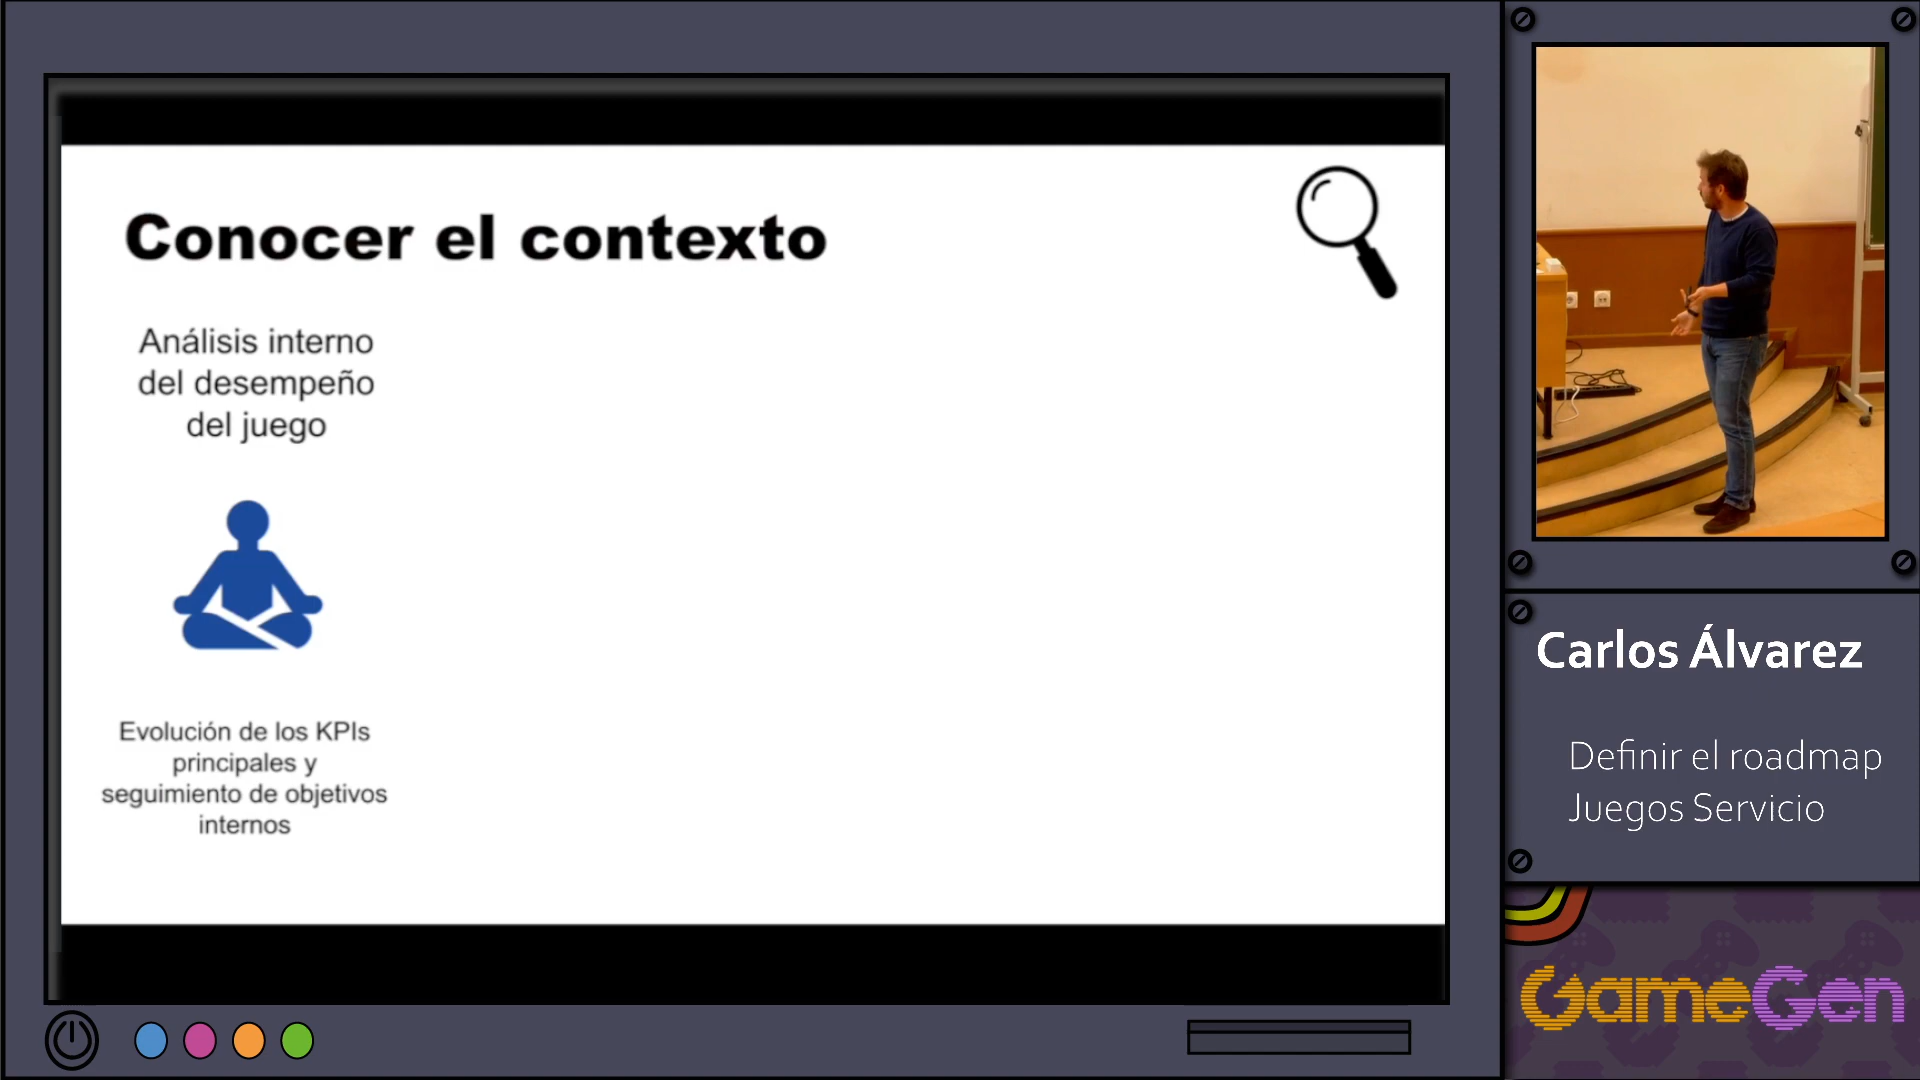 Conocer el contexto
Análisis interno
del desempeño
del juego
Evolución de los KPIs
principales y
seguimiento de objetivos
internos
Carlos Álvarez
Definir el roadmap
Juegos Servicio
GameGen